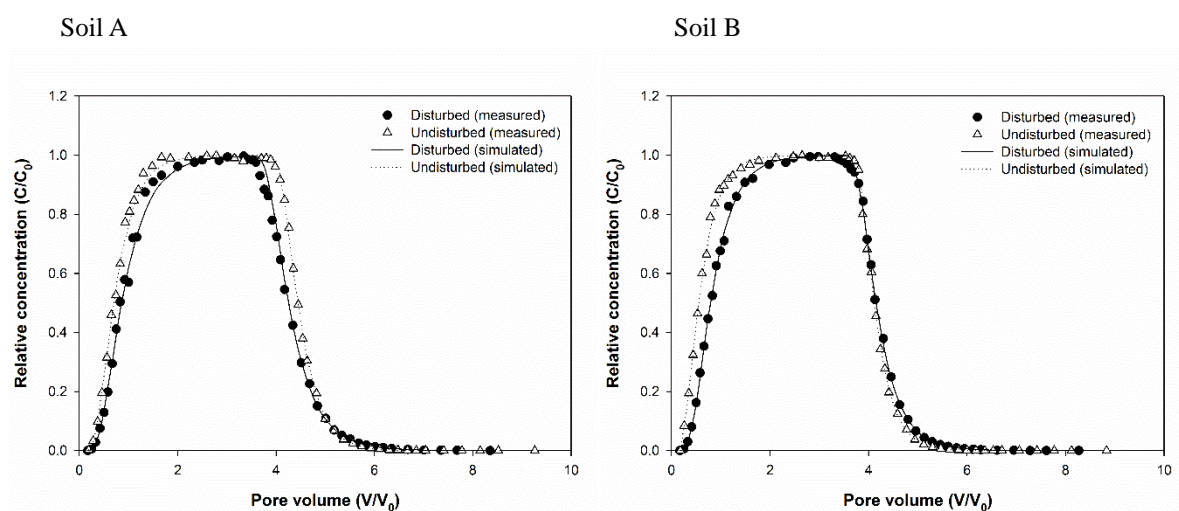 Soil A
Soil B
1.2
1.0
0.8
0.6
0.4
0.2
0.0
Relative concentration (C/C0)
Disturbed (measured)
Undisturbed (measured)
Disturbed (simulated)
Undisturbed (simulated)
0 2 4 6 8 10
Pore volume (V/V0)
1.2
1.0
0.8
0.6
0.4
0.2
0.0
Relative concentration (C/C0)
Disturbed (measured)
Undisturbed (measured)
Disturbed (simulated)
Undisturbed (simulated)
0 2 4 6 8 10
Pore volume (V/V0)